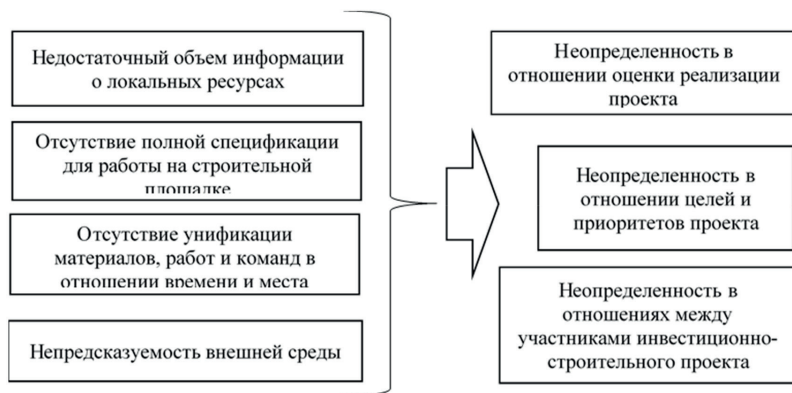 Недостаточный объем информации
о локальных ресурсах
Отсутствие полной спецификации
для работы на строительной
площадке
Отсутствие унификации
материалов, работ и команд в
отношении времени и места
Непредсказуемость внешней среды
Неопределенность в
отношении оценки реализации
проекта
Неопределенность в
отношении целей и
приоритетов проекта
Неопределенность в
отношениях между
участниками инвестиционно-
строительного проекта